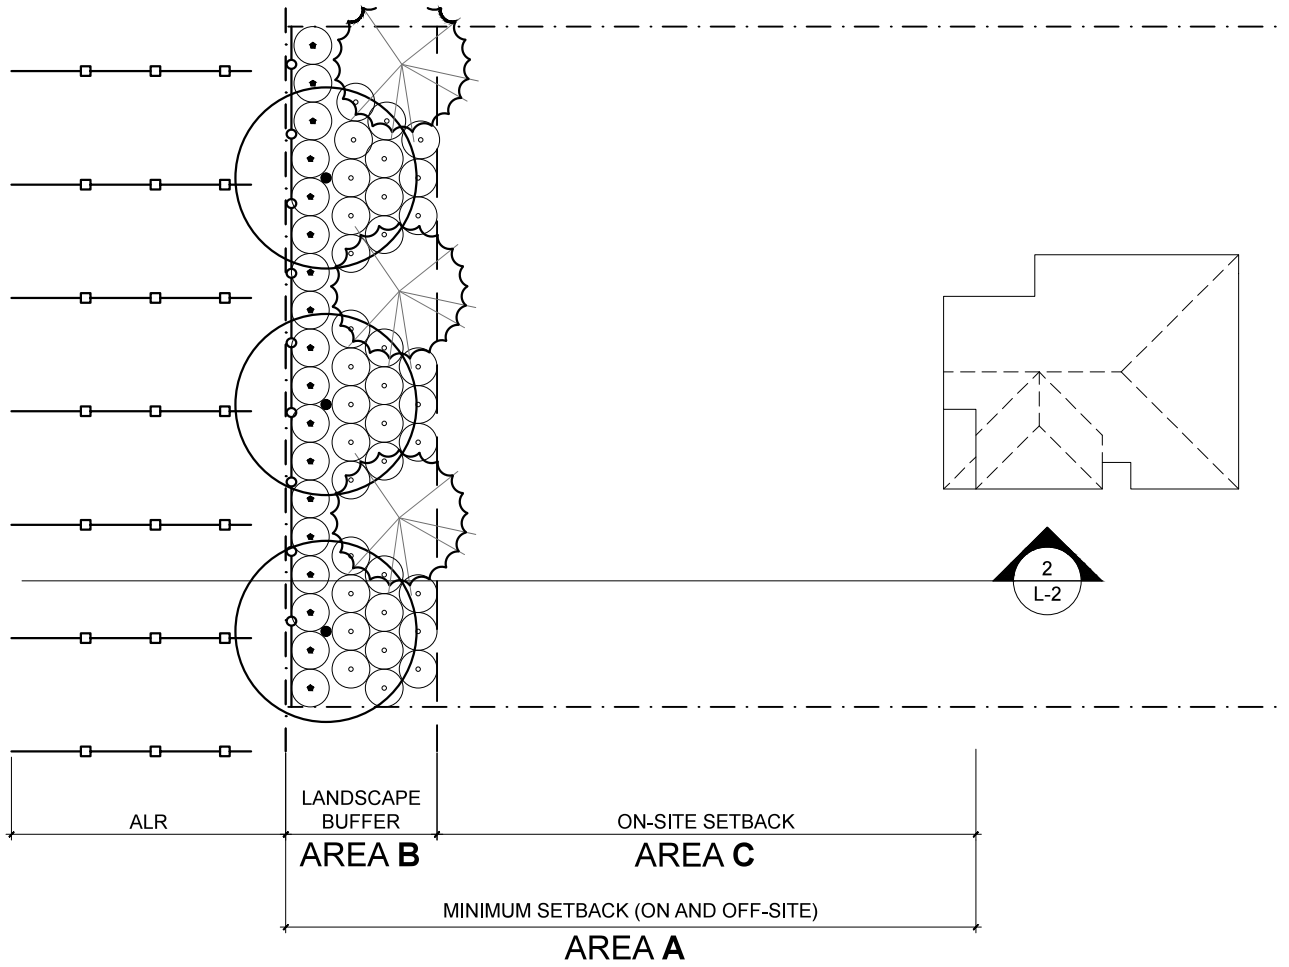 2
L-2
LANDSCAPE
BUFFER
ALR
ON-SITE SETBACK
AREA B
AREA C
MINIMUM SETBACK (ON AND OFF-SITE)
AREA A